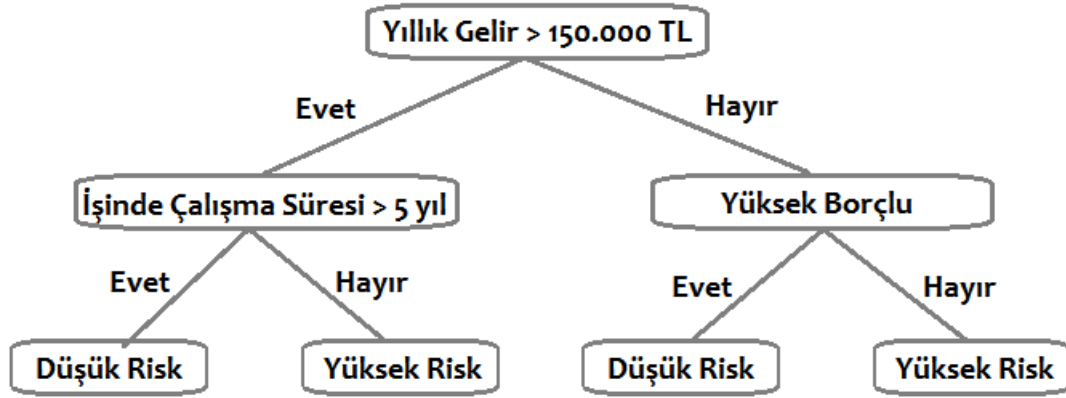 Yıllık Gelir > 150.000 TL
Evet
Hayır
İşinde Çalışma Süresi > 5 yıl
Yüksek Borçlu
Evet
Hayır
Evet
Hayır
Düşük Risk
Yüksek Risk
Düşük Risk
Yüksek Risk